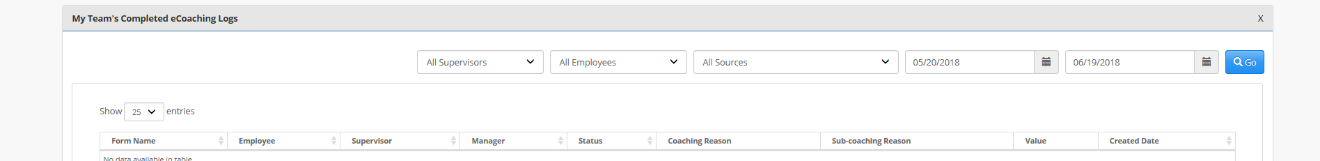 My Team's Completed eCoaching Logs X
All Supervisors All Employees All Sources 05/20/2018 06/19/2018 Go
Show 25 entries
Form Name Employee Supervisor Manager Status Coaching Reason Sub-coaching Reason Value Created Date
No data available in table